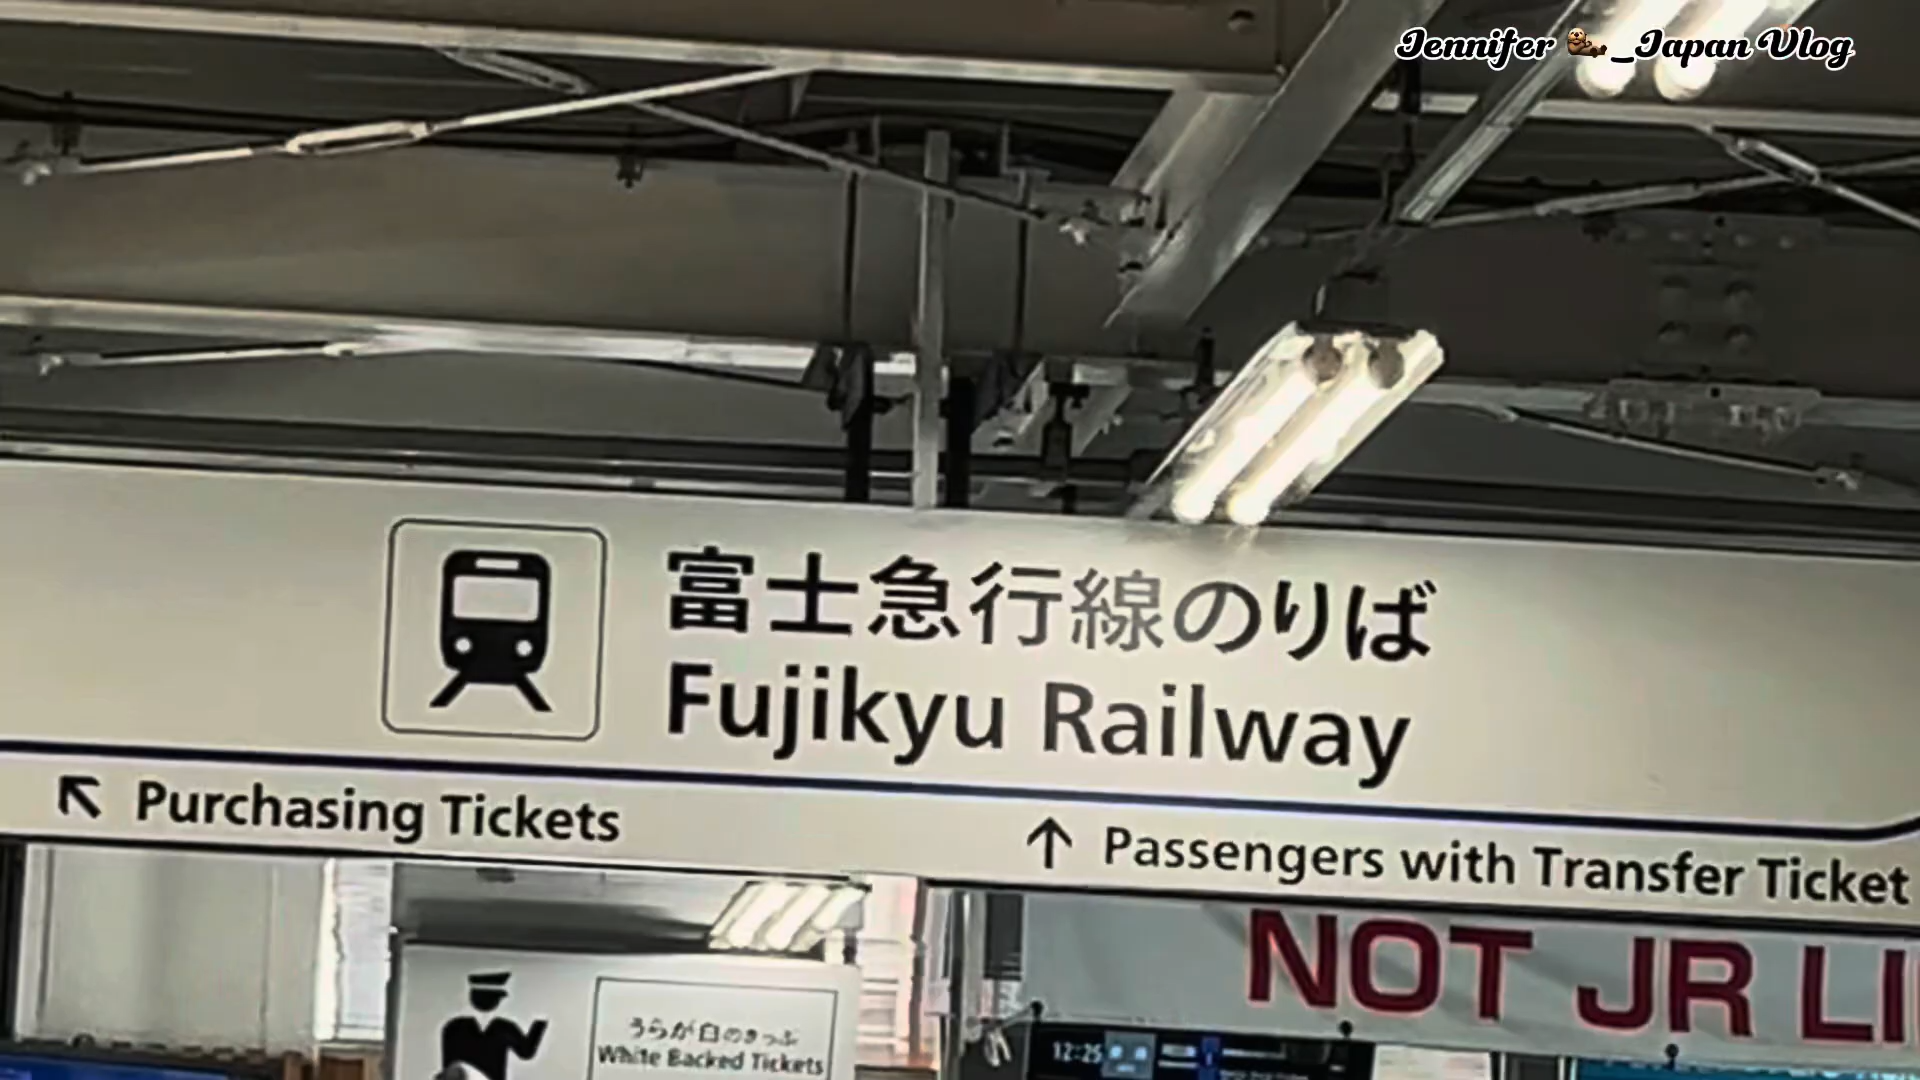 Jennifer 🦦_Japan Vlog
富士急行線のりば
Fujikyu Railway
↖ Purchasing Tickets
↑ Passengers with Transfer Ticket
NOT JR LI
うらが白のきっぷ
White Backed Tickets
12:25